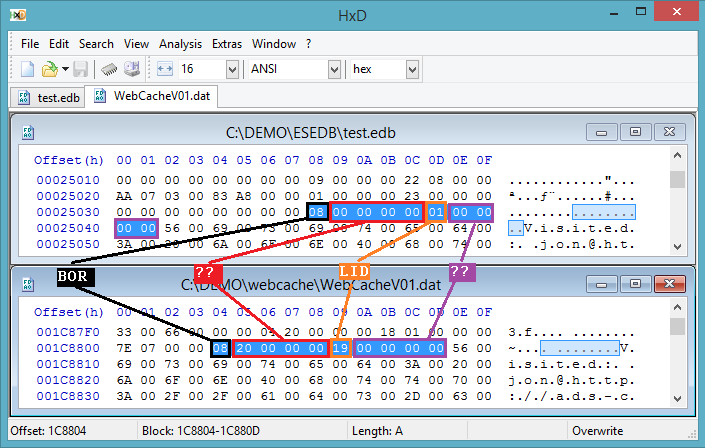 HxD
File Edit Search View Analysis Extras Window ?
16 ANSI hex
test.edb WebCacheV01.dat
C:\DEMO\ESEDB\test.edb
Offset(h) 00 01 02 03 04 05 06 07 08 09 0A 0B 0C 0D 0E 0F
00025010 00 00 00 00 00 00 00 00 09 00 00 00 22 08 00 00 ............"...
00025020 AA 07 03 00 83 A8 00 00 01 00 00 00 23 00 00 00 ª...ƒ¨......#...
00025030 00 00 00 00 00 00 00 00 08 00 00 00 00 01 00 00 ................
00025040 00 00 56 00 69 00 73 00 69 00 74 00 65 00 64 00 ..V.i.s.i.t.e.d.
00025050 3A 00 20 00 6A 00 6F 00 6E 00 40 00 68 00 74 00 :. .j.o.n.@.h.t.
BOR ?? LID ??
C:\DEMO\webcache\WebCacheV01.dat
Offset(h) 00 01 02 03 04 05 06 07 08 09 0A 0B 0C 0D 0E 0F
001C87F0 33 00 66 00 00 00 04 20 00 00 00 18 01 00 00 00
001C8800 7E 07 00 00 08 20 00 00 00 19 00 00 00 00 56 00
001C8810 69 00 73 00 69 00 74 00 65 00 64 00 3A 00 20 00 i.s.i.t.e.d.:. .
001C8820 6A 00 6F 00 6E 00 40 00 68 00 74 00 74 00 70 00 j.o.n.@.h.t.t.p.
001C8830 3A 00 2F 00 2F 00 61 00 64 00 73 00 2D 00 63 00 :././.a.d.s.-.c.
Offset: 1C8804 Block: 1C8804-1C880D Length: A Overwrite